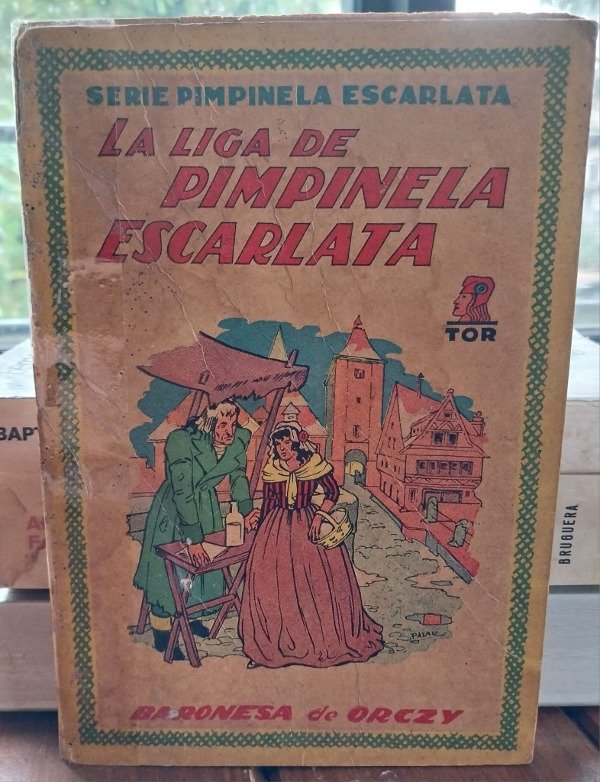 SERIE PIMPINELA ESCARLATA
LA LIGA DE
PIMPINELA
ESCARLATA
TOR
BARONESA de ORCZY
BRUGUERA